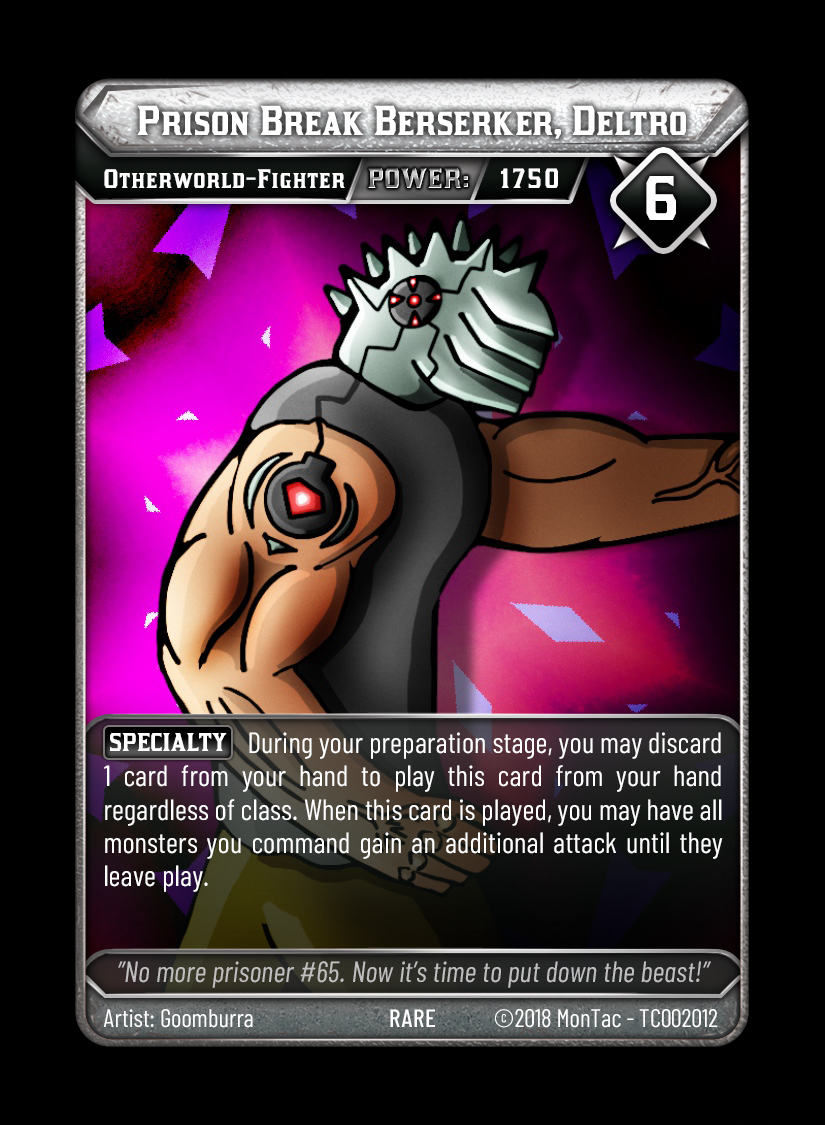 Prison Break Berserker, Deltro
Otherworld-Fighter POWER: 1750
6
SPECIALTY During your preparation stage, you may discard
1 card from your hand to play this card from your hand
regardless of class. When this card is played, you may have all
monsters you command gain an additional attack until they
leave play.
"No more prisoner #65. Now it's time to put down the beast!"
Artist: Goomburra RARE ©2018 MonTac - TC002012